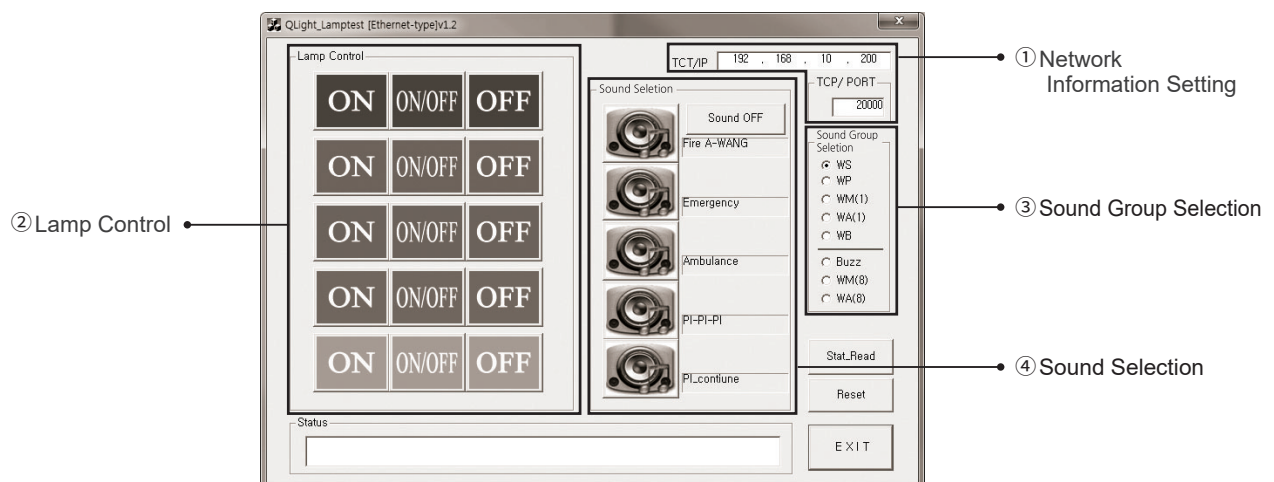 QLight_Lamptest [Ethernet-type]v1.2
x
Lamp Control
ON ON/OFF OFF
ON ON/OFF OFF
ON ON/OFF OFF
ON ON/OFF OFF
ON ON/OFF OFF
TCT/IP 192 . 168 . 10 . 200
TCP/ PORT
20000
Sound Seletion
Sound OFF
Fire A-WANG
Emergency
Ambulance
PI-PI-PI
PI_contiune
Sound Group
Seletion
WS
WP
WM(1)
WA(1)
WB
Buzz
WM(8)
WA(8)
Stat_Read
Reset
EXIT
Status
①Network
Information Setting
②Lamp Control
③Sound Group Selection
④Sound Selection